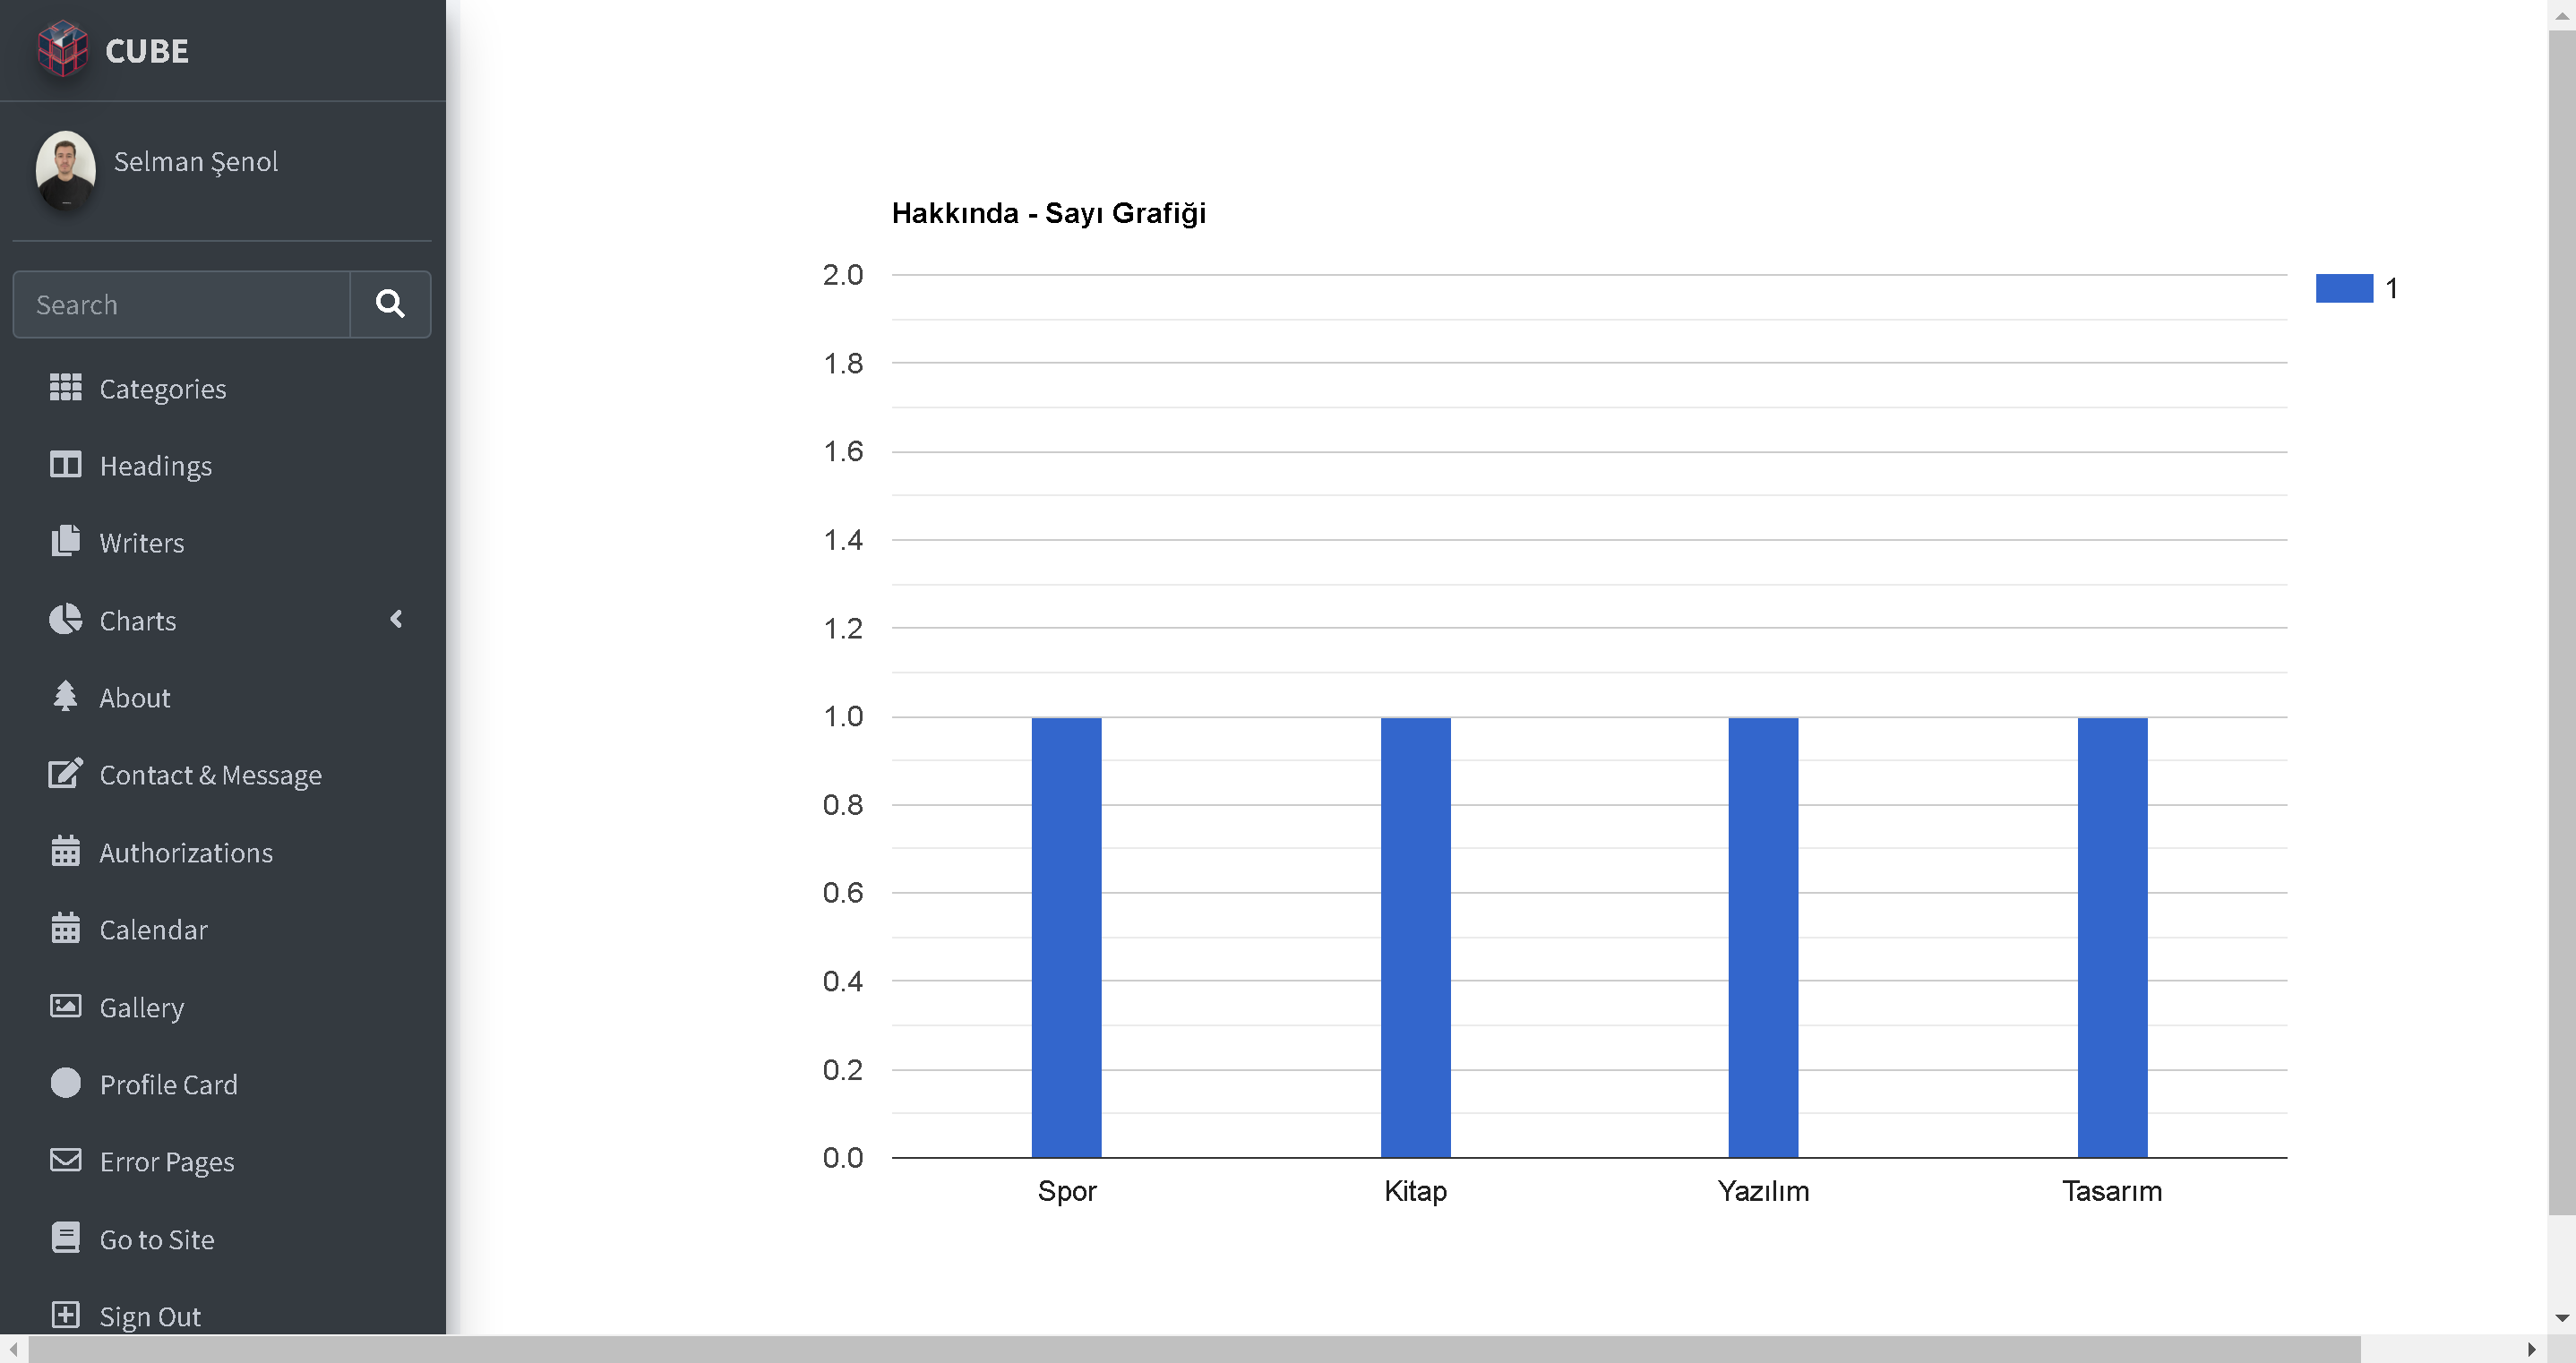 CUBE
Selman Şenol
Search
Categories
Headings
Writers
Charts
About
Contact & Message
Authorizations
Calendar
Gallery
Profile Card
Error Pages
Go to Site
Sign Out
Hakkında - Sayı Grafiği
2.0
1.8
1.6
1.4
1.2
1.0
0.8
0.6
0.4
0.2
0.0
Spor Kitap Yazılım Tasarım
1